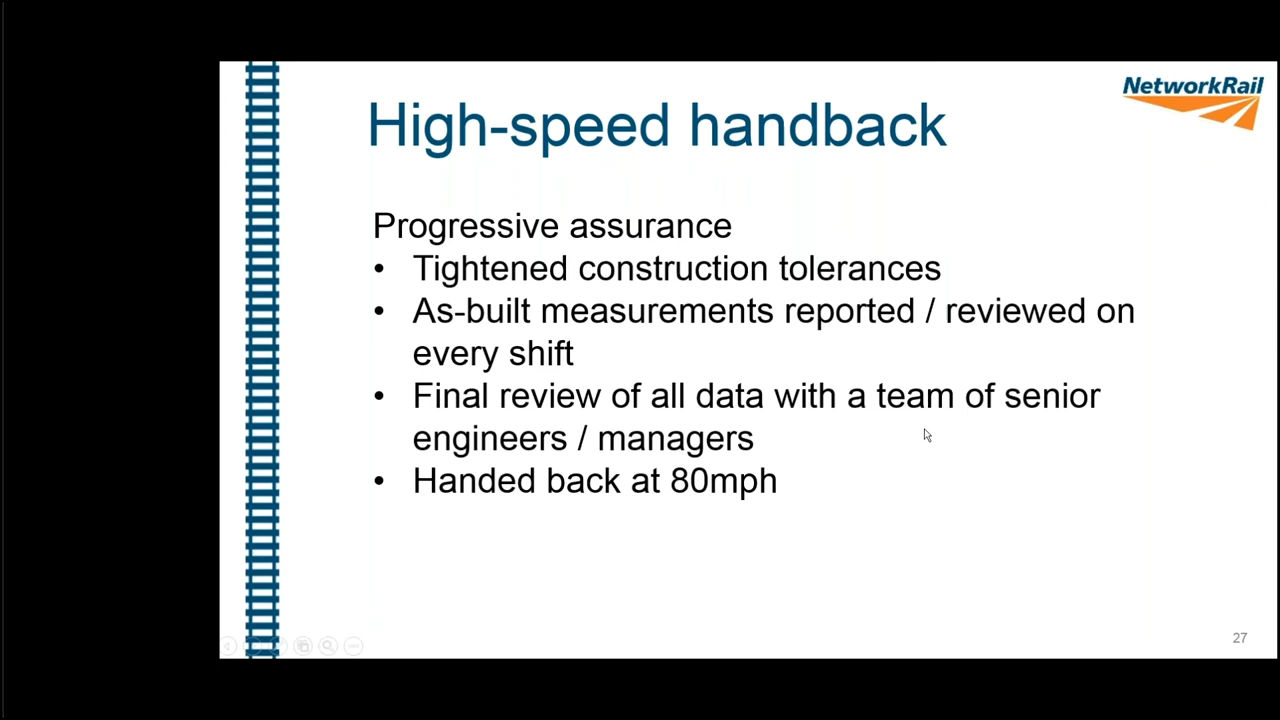 NetworkRail
High-speed handback
Progressive assurance
• Tightened construction tolerances
• As-built measurements reported / reviewed on
every shift
• Final review of all data with a team of senior
engineers / managers
• Handed back at 80mph
27